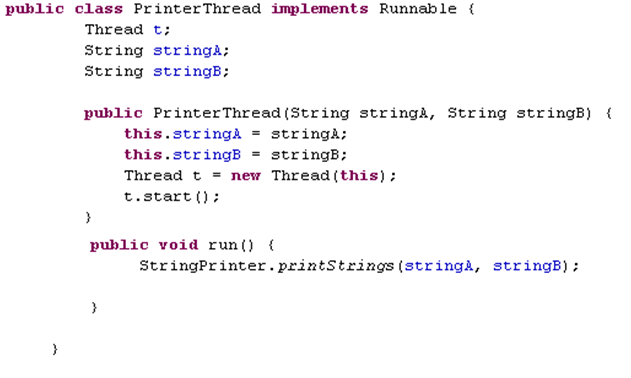 public class PrinterThread implements Runnable {
Thread t;
String stringA;
String stringB;
public PrinterThread(String stringA, String stringB) {
this.stringA = stringA;
this.stringB = stringB;
Thread t = new Thread(this);
t.start();
}
public void run() {
StringPrinter.printStrings(stringA, stringB);
}
}